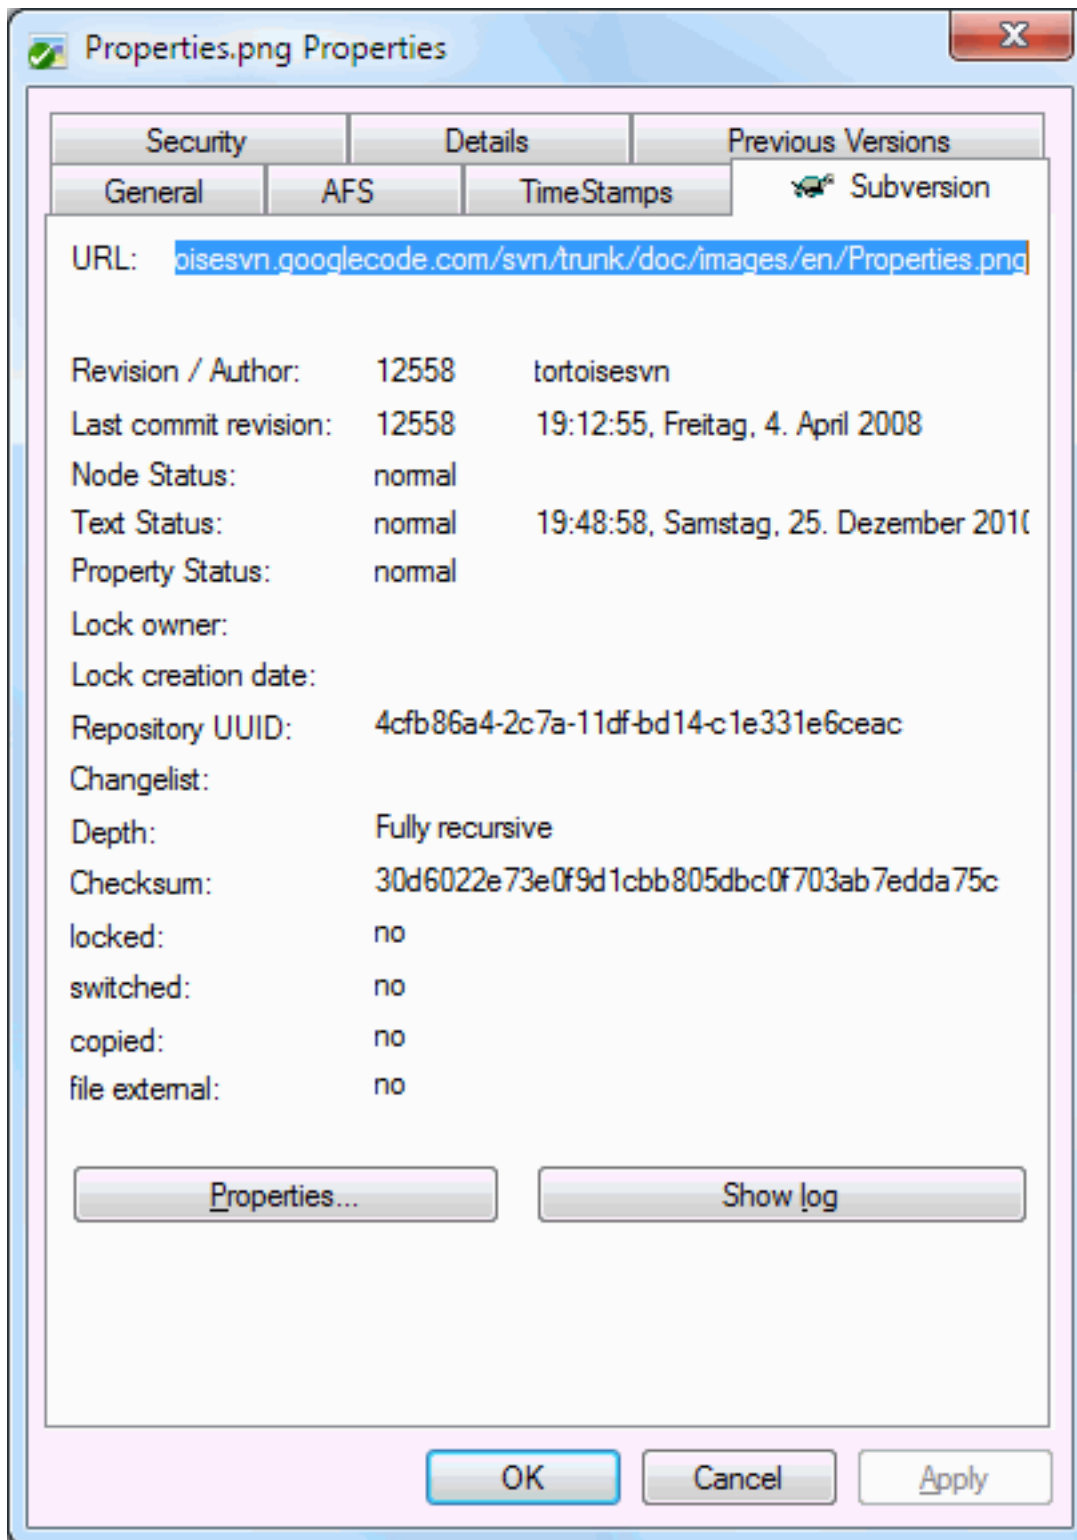 Properties.png Properties
Security Details Previous Versions
General AFS TimeStamps Subversion
URL: oisesvn.googlecode.com/svn/trunk/doc/images/en/Properties.png
Revision / Author: 12558 tortoisesvn
Last commit revision: 12558 19:12:55, Freitag, 4. April 2008
Node Status: normal
Text Status: normal 19:48:58, Samstag, 25. Dezember 2010
Property Status: normal
Lock owner:
Lock creation date:
Repository UUID: 4cfb86a4-2c7a-11df-bd14-c1e331e6ceac
Changelist:
Depth: Fully recursive
Checksum: 30d6022e73e0f9d1cbb805dbc0f703ab7edda75c
locked: no
switched: no
copied: no
file external: no
Properties... Show log
OK Cancel Apply